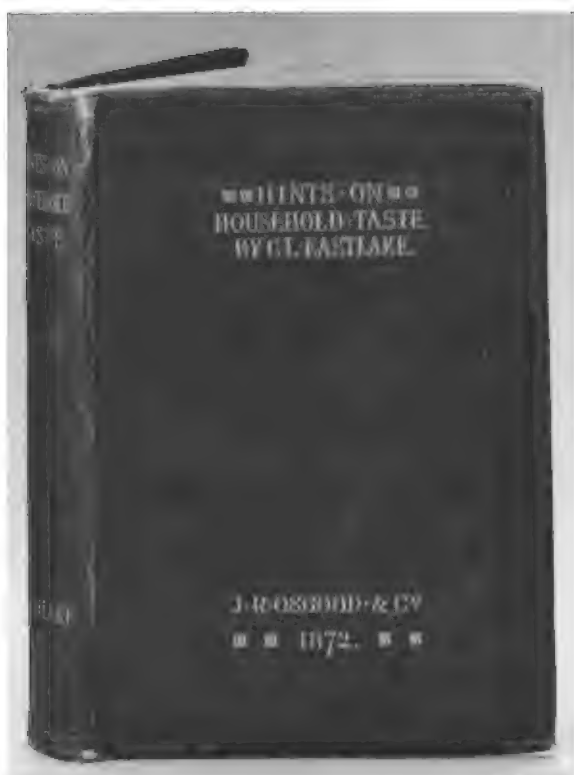 HINTS·ON
HOUSEHOLD·TASTE.
BY C.L. EASTLAKE.
J·R·OSGOOD·&·CO
1872.